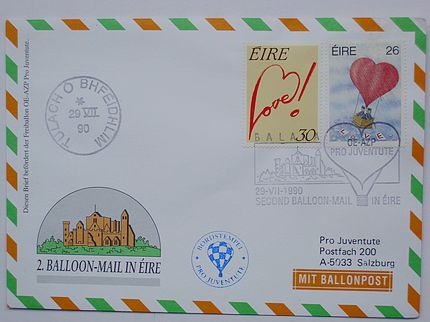 Diesen Brief befördert der Freiballon OE-AZP Pro Juventute.
TULACH O BHFEIDHLIM
29 VII
90
ÉIRE
Love!
30
ÉIRE 26
LOVE
OE-AZP
PRO JUVENTUTE
29-VII-1990
SECOND BALLOON-MAIL IN ÉIRE
2. BALLOON-MAIL IN ÉIRE
BORDSTEMPEL
PRO JUVENTUTE
Pro Juventute
Postfach 200
A-5033 Salzburg
MIT BALLONPOST